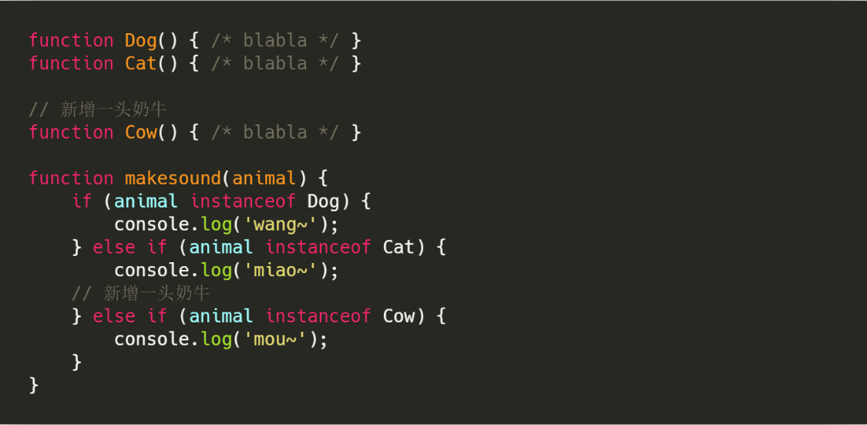 function Dog() { /* blabla */ }
function Cat() { /* blabla */ }
// 新增一头奶牛
function Cow() { /* blabla */ }
function makesound(animal) {
    if (animal instanceof Dog) {
        console.log('wang~');
    } else if (animal instanceof Cat) {
        console.log('miao~');
    // 新增一头奶牛
    } else if (animal instanceof Cow) {
        console.log('mou~');
    }
}